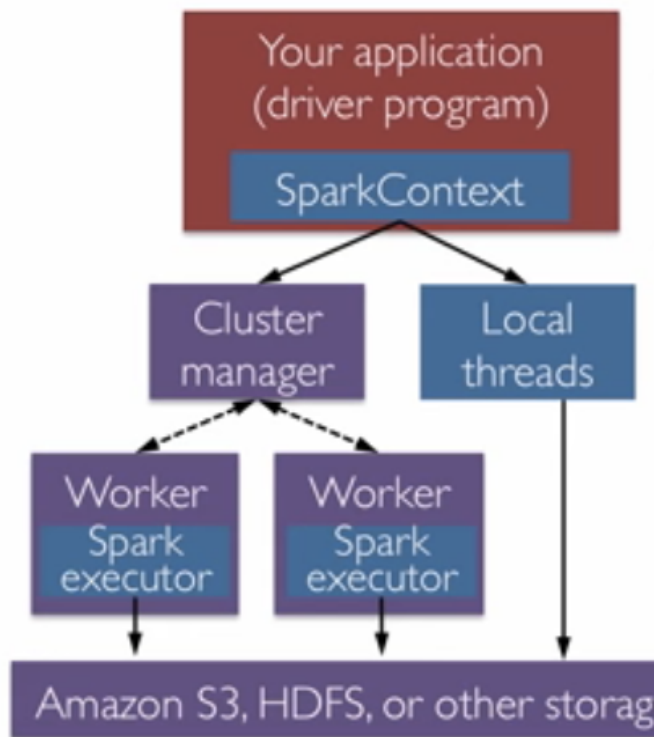 Your application
(driver program)
SparkContext
Cluster
manager
Local
threads
Worker
Spark
executor
Worker
Spark
executor
Amazon S3, HDFS, or other storag